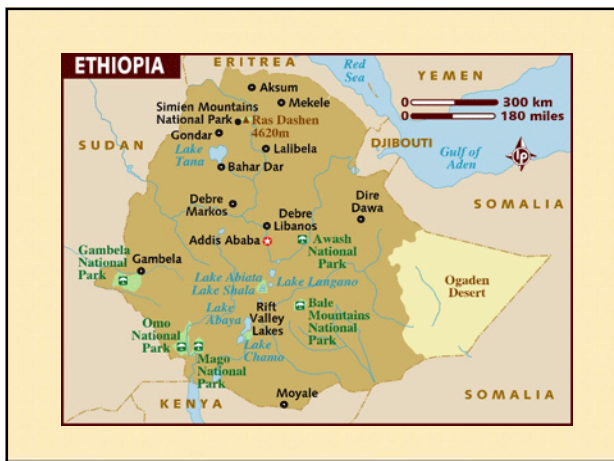 ETHIOPIA
ERITREA
Red
Sea
YEMEN
Aksum
Mekele
0 300 km
0 180 miles
Simien Mountains
National Park
Ras Dashen
4620m
SUDAN
Gondar
Lake
Tana
Lalibela
DJIBOUTI
Gulf of
Aden
Bahar Dar
SOMALIA
Debre
Markos
Dire
Dawa
Debre
Libanos
Addis Ababa
Awash
National
Park
Gambela
National
Park
Gambela
Lake Abiata
Lake Shala
Lake Langano
Ogaden
Desert
Lake
Abaya
Rift
Valley
Lakes
Bale
Mountains
National
Park
Omo
National
Park
Mago
National
Park
Lake
Chamo
Moyale
KENYA
SOMALIA